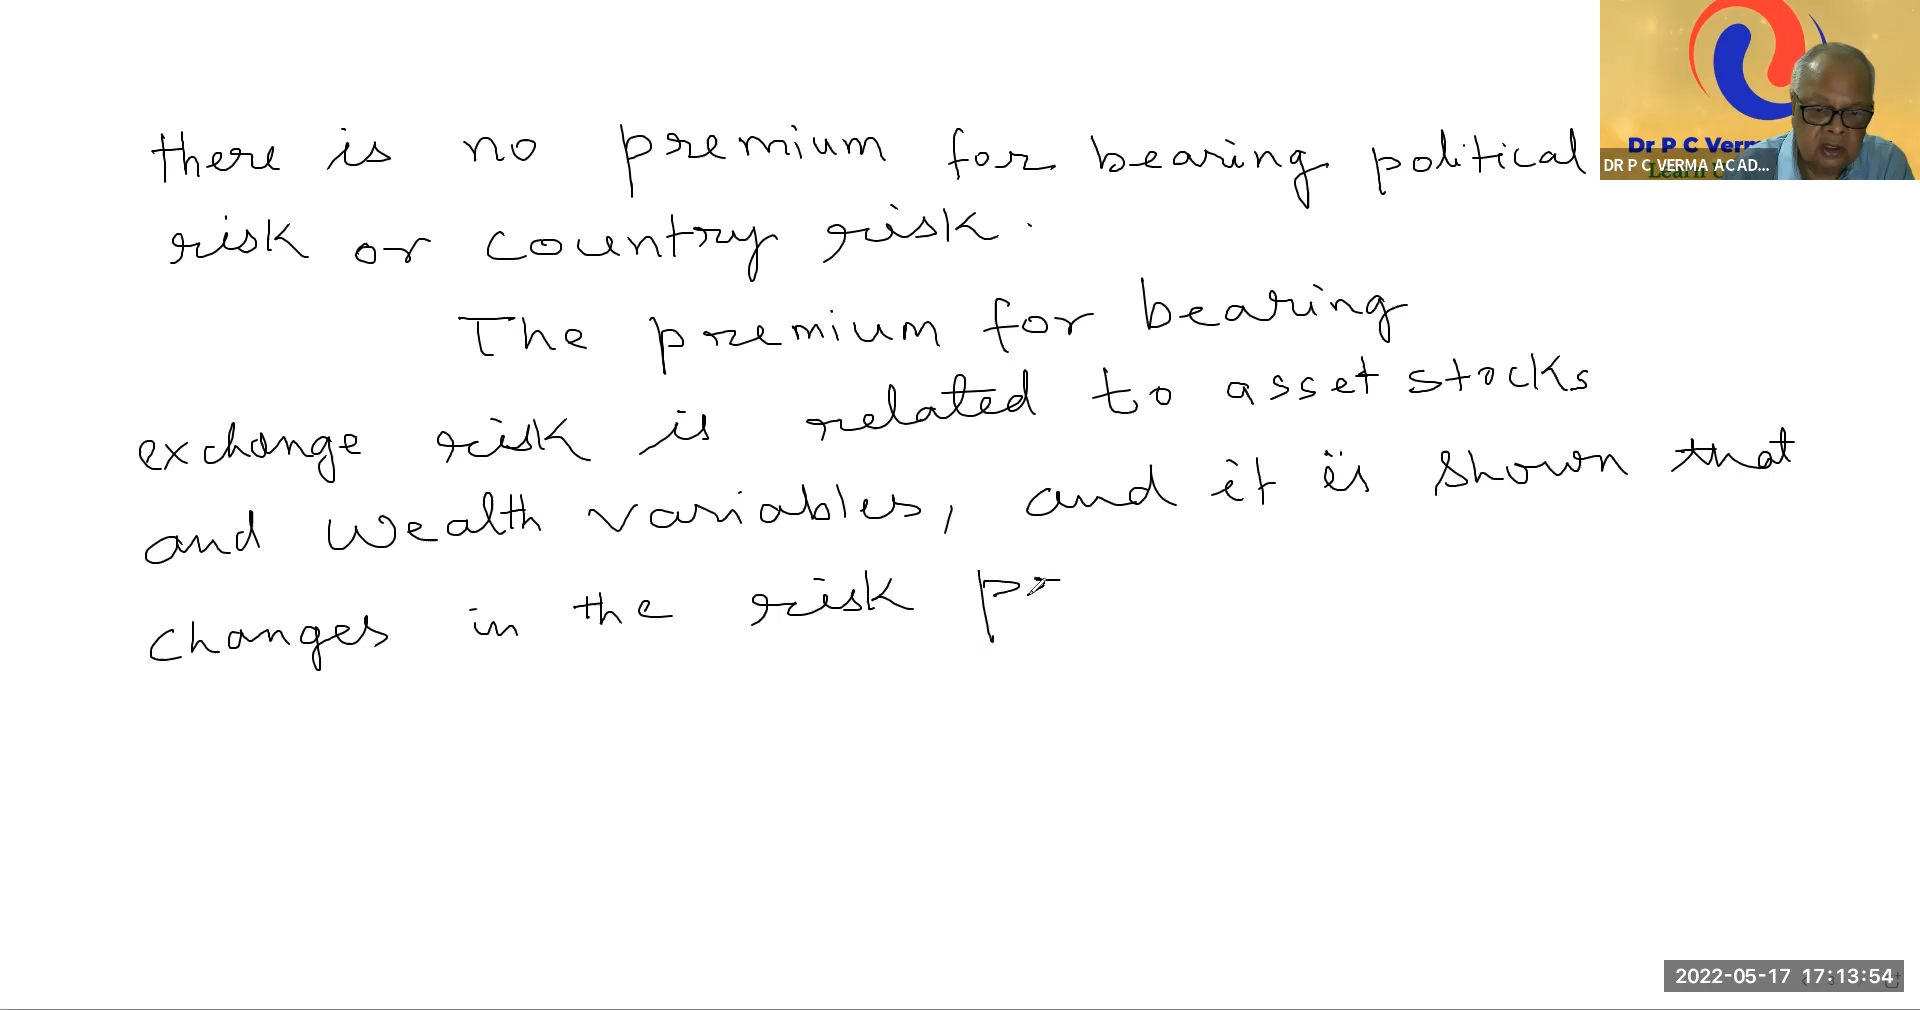 there is no premium for bearing political
risk or country risk.
The premium for bearing
exchange risk is related to asset stocks
and wealth variables, and it is shown that
changes in the risk pr
Dr P C Verm
DR P C VERMA ACAD...
2022-05-17 17:13:54